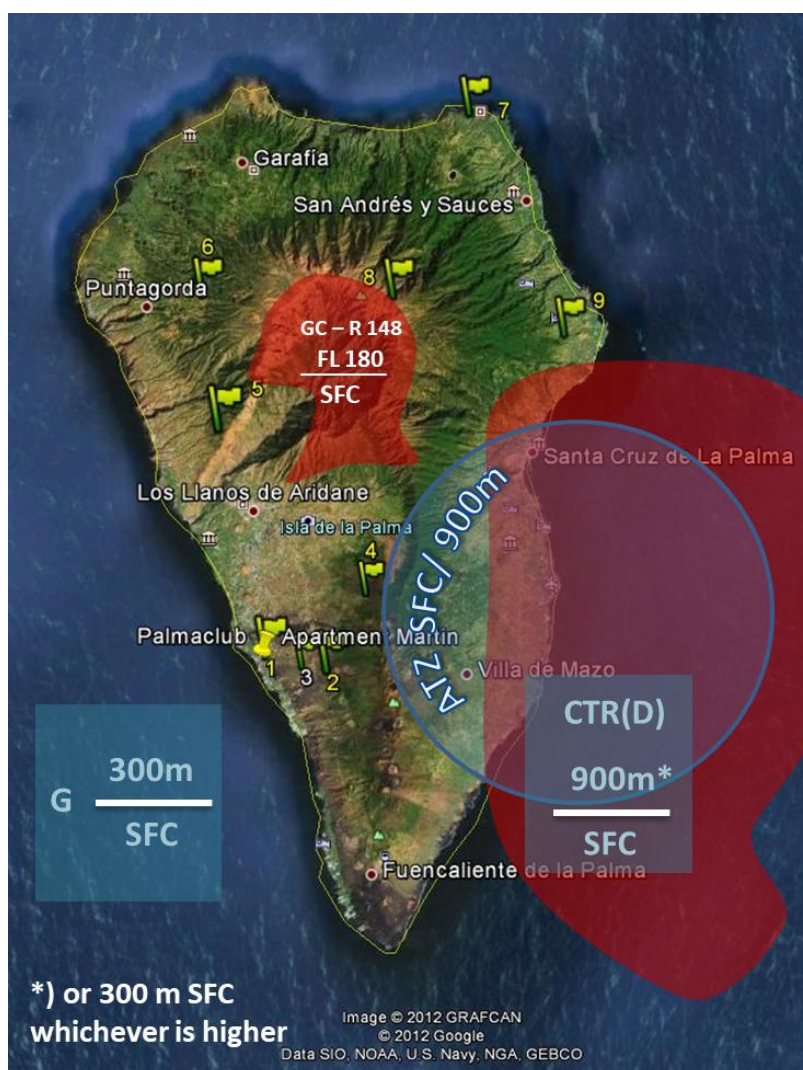 7
Garafía
San Andrés y Sauces
6
8
Puntagorda
9
GC – R 148
FL 180
SFC
5
Santa Cruz de La Palma
Los Llanos de Aridane
Isla de la Palma
ATZ SFC/ 900m
4
Palmaclub
Apartment Martin
1
3
2
Villa de Mazo
CTR(D)
900m*
SFC
G
300m
SFC
Fuencaliente de la Palma
*) or 300 m SFC
whichever is higher
Image © 2012 GRAFCAN
© 2012 Google
Data SIO, NOAA, U.S. Navy, NGA, GEBCO